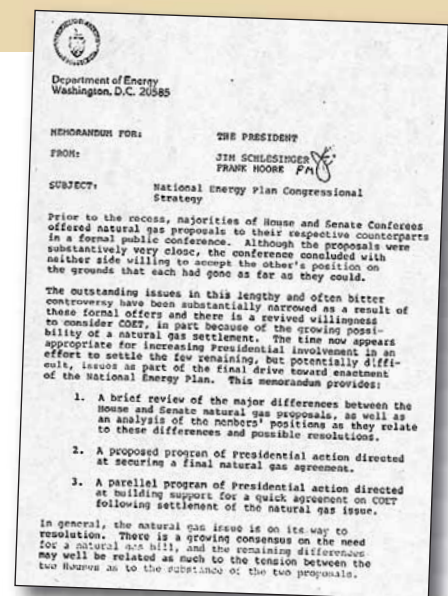 Department of Energy
Washington, D.C. 20585
MEMORANDUM FOR: THE PRESIDENT
FROM: JIM SCHLESINGER
FRANK MOORE FM
SUBJECT: National Energy Plan Congressional
Strategy
Prior to the recess, majorities of House and Senate Conferees
offered natural gas proposals to their respective counterparts
in a formal public conference. Although the proposals were
substantively very close, the conference concluded with
neither side willing to accept the other's position on
the grounds that each had gone as far as they could.
The outstanding issues in this lengthy and often bitter
controversy have been substantially narrowed as a result of
these formal offers and there is a revived willingness
to consider COET, in part because of the growing possi-
bility of a natural gas settlement. The time now appears
appropriate for increasing Presidential involvement in an
effort to settle the few remaining, but potentially diffi-
cult, issues as part of the final drive toward enactment
of the National Energy Plan. This memorandum provides:
1. A brief review of the major differences between the
House and Senate natural gas proposals, as well as
an analysis of the members' positions as they relate
to these differences and possible resolutions.
2. A proposed program of Presidential action directed
at securing a final natural gas agreement.
3. A parellel program of Presidential action directed
at building support for a quick agreement on COET
following settlement of the natural gas issue.
In general, the natural gas issue is on its way to
resolution. There is a growing consensus on the need
for a natural gas bill, and the remaining differences
may well be related as much to the tension between the
two Houses as to the substance of the two proposals.